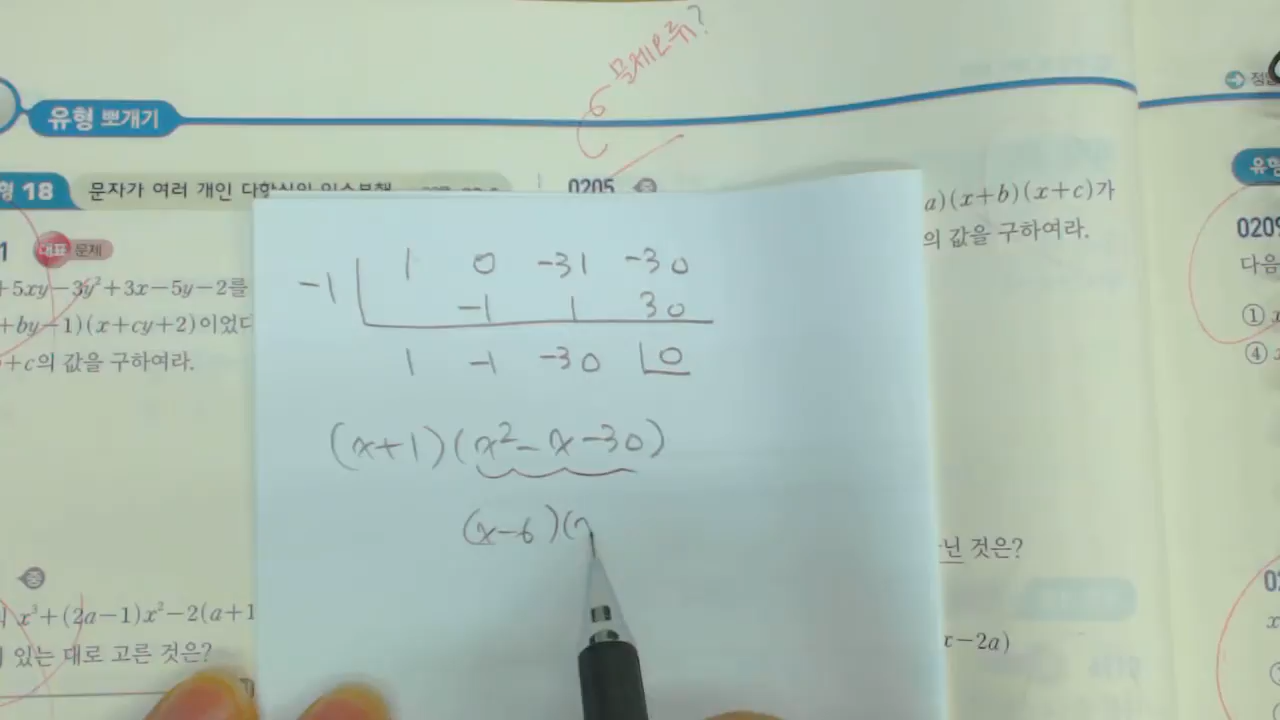 문제오류?
6
유형 뽀개기
형 18 문자가 여러 개인 다항식의 인수분해
0205
대표 문제
+5xy-3y²+3x-5y-2를
+by-1)(x+cy+2)이었다
+c의 값을 구하여라.
a)(x+b)(x+c)가
의 값을 구하여라.
-1 | 1 0 -31 -30
-1 1 30
1 -1 -30 0
(x+1)(x²-x-30)
(x-6)(
중
x³+(2a-1)x²-2(a+1
있는 대로 고른 것은?
닌 것은?
x-2a)
유형
0209
다음
①
④